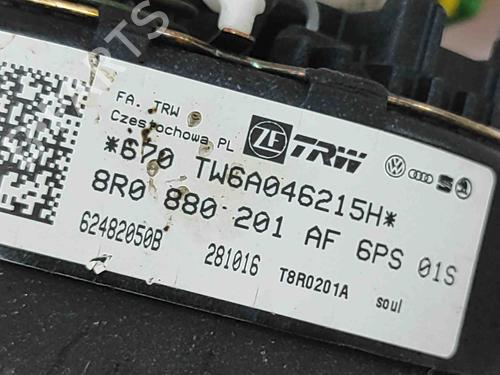 FA. TRW
Czestochowa PL
ZF TRW
*670 TW6A046215H*
8R0 880 201 AF 6PS 01S
62482050B 281016 T8R0201A soul